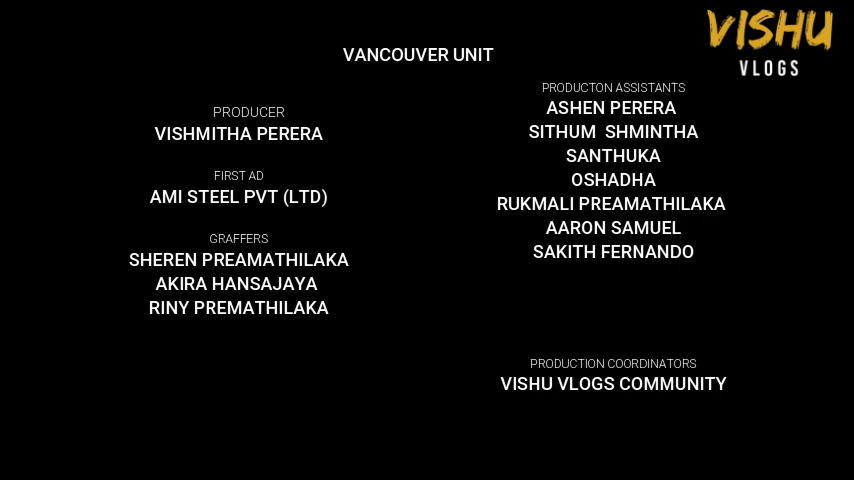 VISHU
VLOGS
VANCOUVER UNIT
PRODUCER
VISHMITHA PERERA
FIRST AD
AMI STEEL PVT (LTD)
GRAFFERS
SHEREN PREAMATHILAKA
AKIRA HANSAJAYA
RINY PREMATHILAKA
PRODUCTON ASSISTANTS
ASHEN PERERA
SITHUM SHMINTHA
SANTHUKA
OSHADHA
RUKMALI PREAMATHILAKA
AARON SAMUEL
SAKITH FERNANDO
PRODUCTION COORDINATORS
VISHU VLOGS COMMUNITY